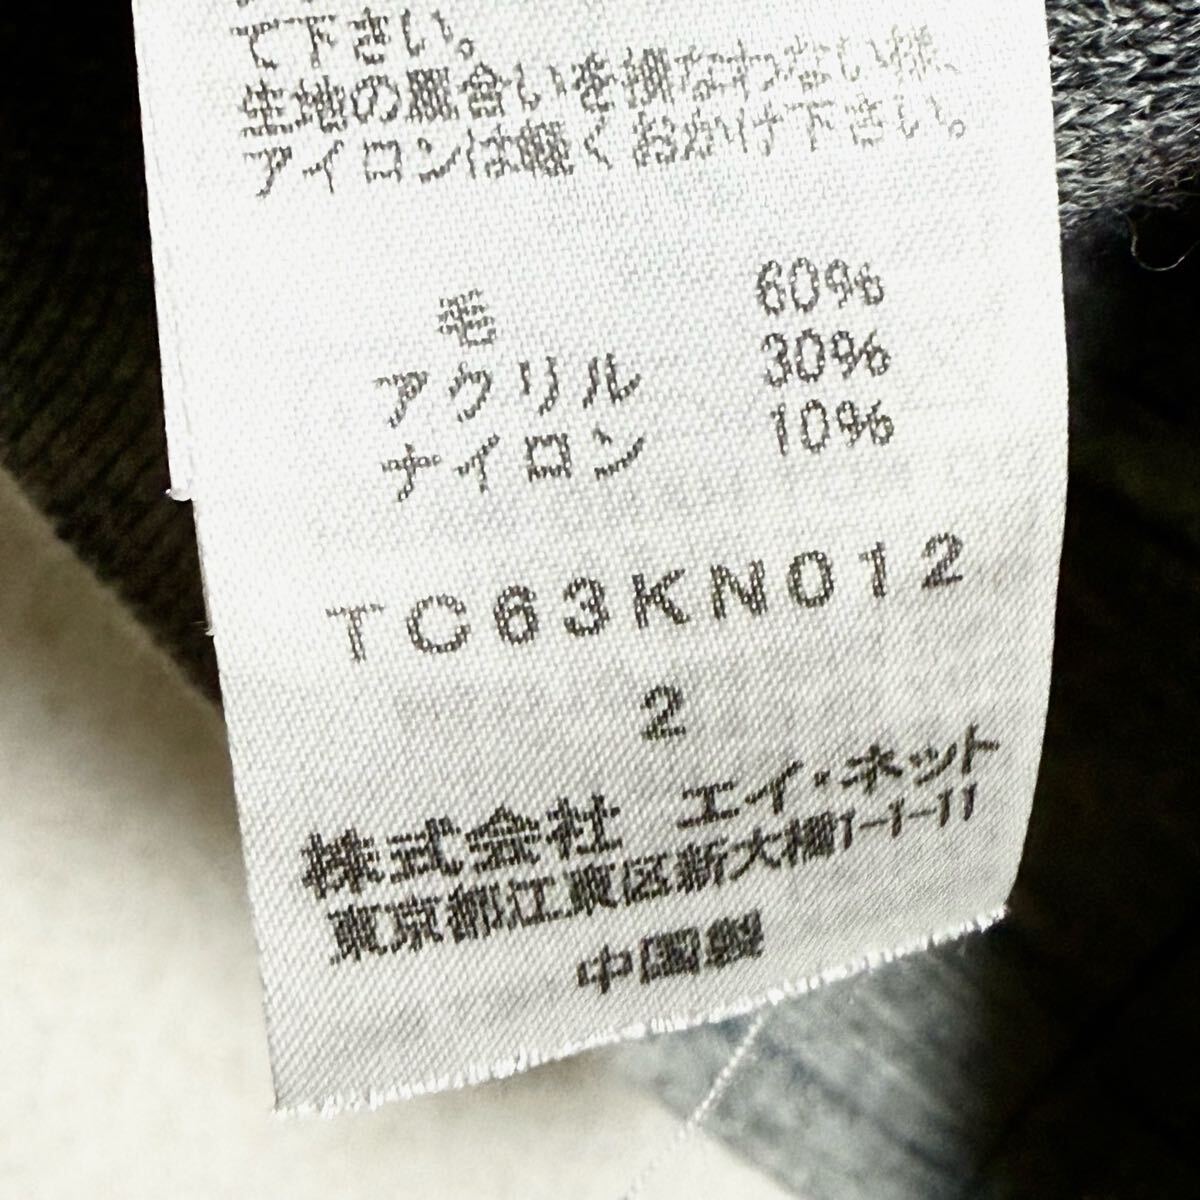 て下さい。
生地の風合いを損なわない様、
アイロンは軽くおかけ下さい。
毛 60%
アクリル 30%
ナイロン 10%
TC63KN012
2
株式会社 エイ・ネット
東京都江東区新大橋1-1-11
中国製